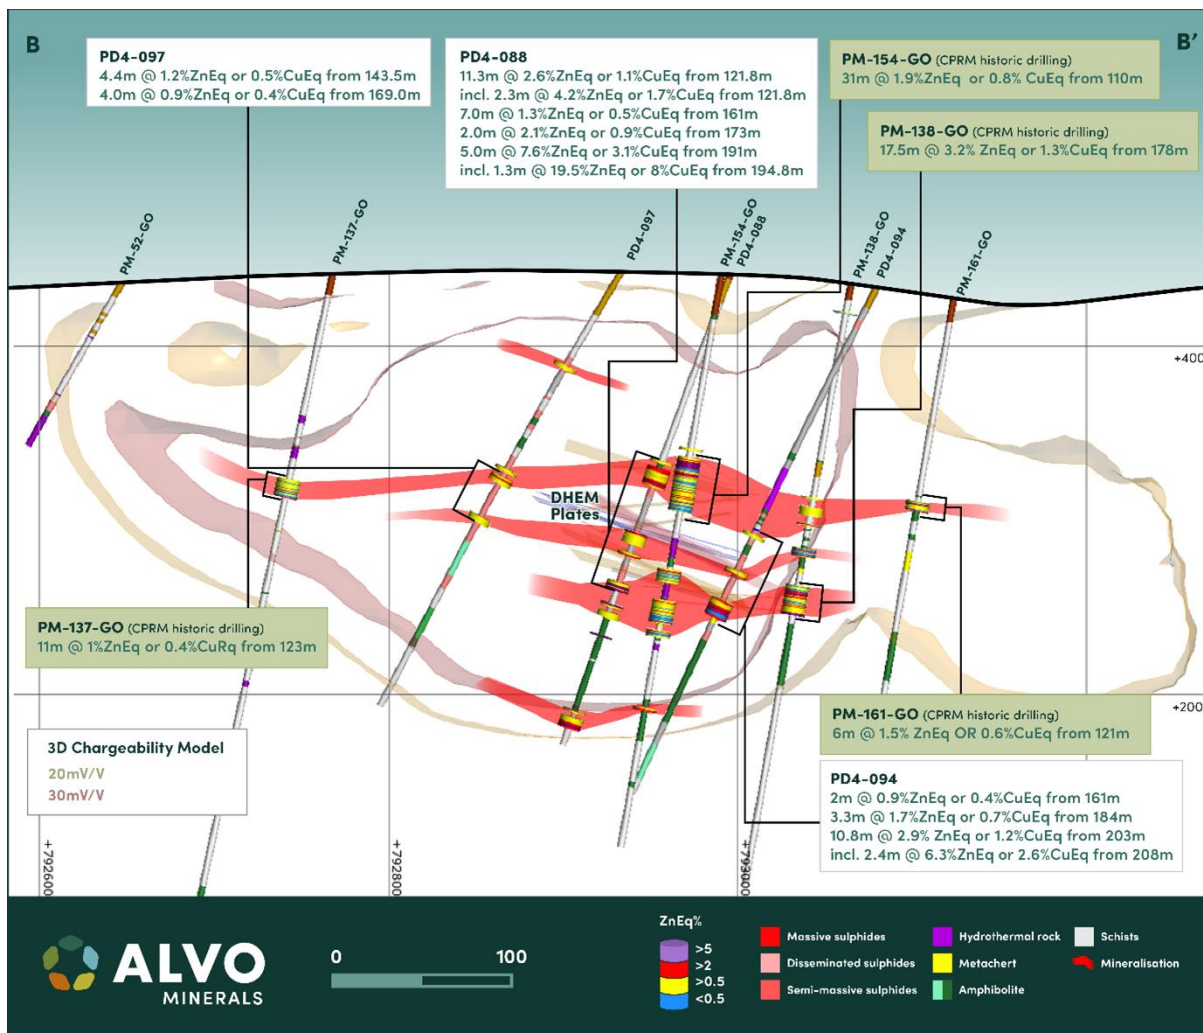 B
B'
PD4-097
4.4m @ 1.2%ZnEq or 0.5%CuEq from 143.5m
4.0m @ 0.9%ZnEq or 0.4%CuEq from 169.0m
PD4-088
11.3m @ 2.6%ZnEq or 1.1%CuEq from 121.8m
incl. 2.3m @ 4.2%ZnEq or 1.7%CuEq from 121.8m
7.0m @ 1.3%ZnEq or 0.5%CuEq from 161m
2.0m @ 2.1%ZnEq or 0.9%CuEq from 173m
5.0m @ 7.6%ZnEq or 3.1%CuEq from 191m
incl. 1.3m @ 19.5%ZnEq or 8%CuEq from 194.8m
PM-154-GO (CPRM historic drilling)
31m @ 1.9%ZnEq or 0.8% CuEq from 110m
PM-138-GO (CPRM historic drilling)
17.5m @ 3.2% ZnEq or 1.3%CuEq from 178m
PM-52-GO
PM-137-GO
PD4-097
PM-154-GO
PD4-088
PM-138-GO
PD4-094
PM-161-GO
+400
DHEM
Plates
PM-137-GO (CPRM historic drilling)
11m @ 1%ZnEq or 0.4%CuRq from 123m
+200
PM-161-GO (CPRM historic drilling)
6m @ 1.5% ZnEq OR 0.6%CuEq from 121m
3D Chargeability Model
20mV/V
30mV/V
PD4-094
2m @ 0.9%ZnEq or 0.4%CuEq from 161m
3.3m @ 1.7%ZnEq or 0.7%CuEq from 184m
10.8m @ 2.9% ZnEq or 1.2%CuEq from 203m
incl. 2.4m @ 6.3%ZnEq or 2.6%CuEq from 208m
+792600
+792800
+793000
ALVO
MINERALS
0 100
ZnEq%
>5
>2
>0.5
<0.5
Massive sulphides
Disseminated sulphides
Semi-massive sulphides
Hydrothermal rock
Metachert
Amphibolite
Schists
Mineralisation